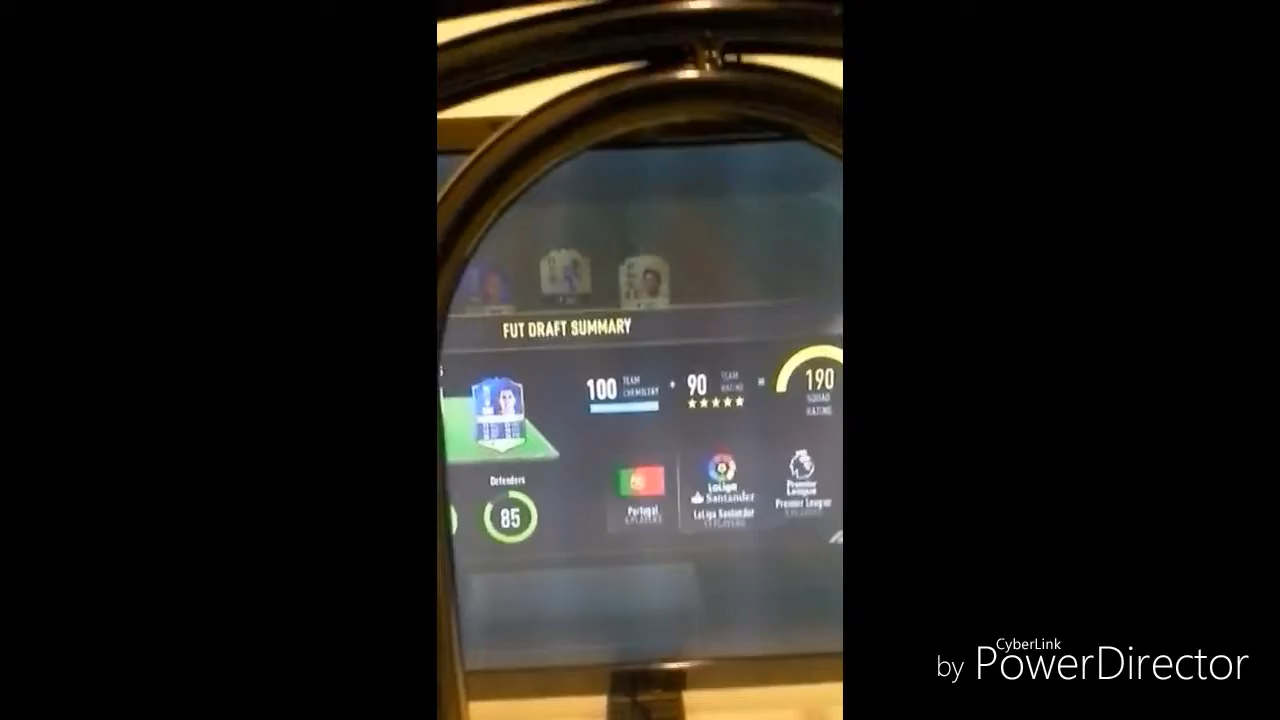 FUT DRAFT SUMMARY
100 TEAM CHEMISTRY
90 TEAM RATING
=
190
SQUAD RATING
Defenders
85
Portugal
LaLiga
Santander
LaLiga Santander
Premier League
Premier League
CyberLink
by PowerDirector